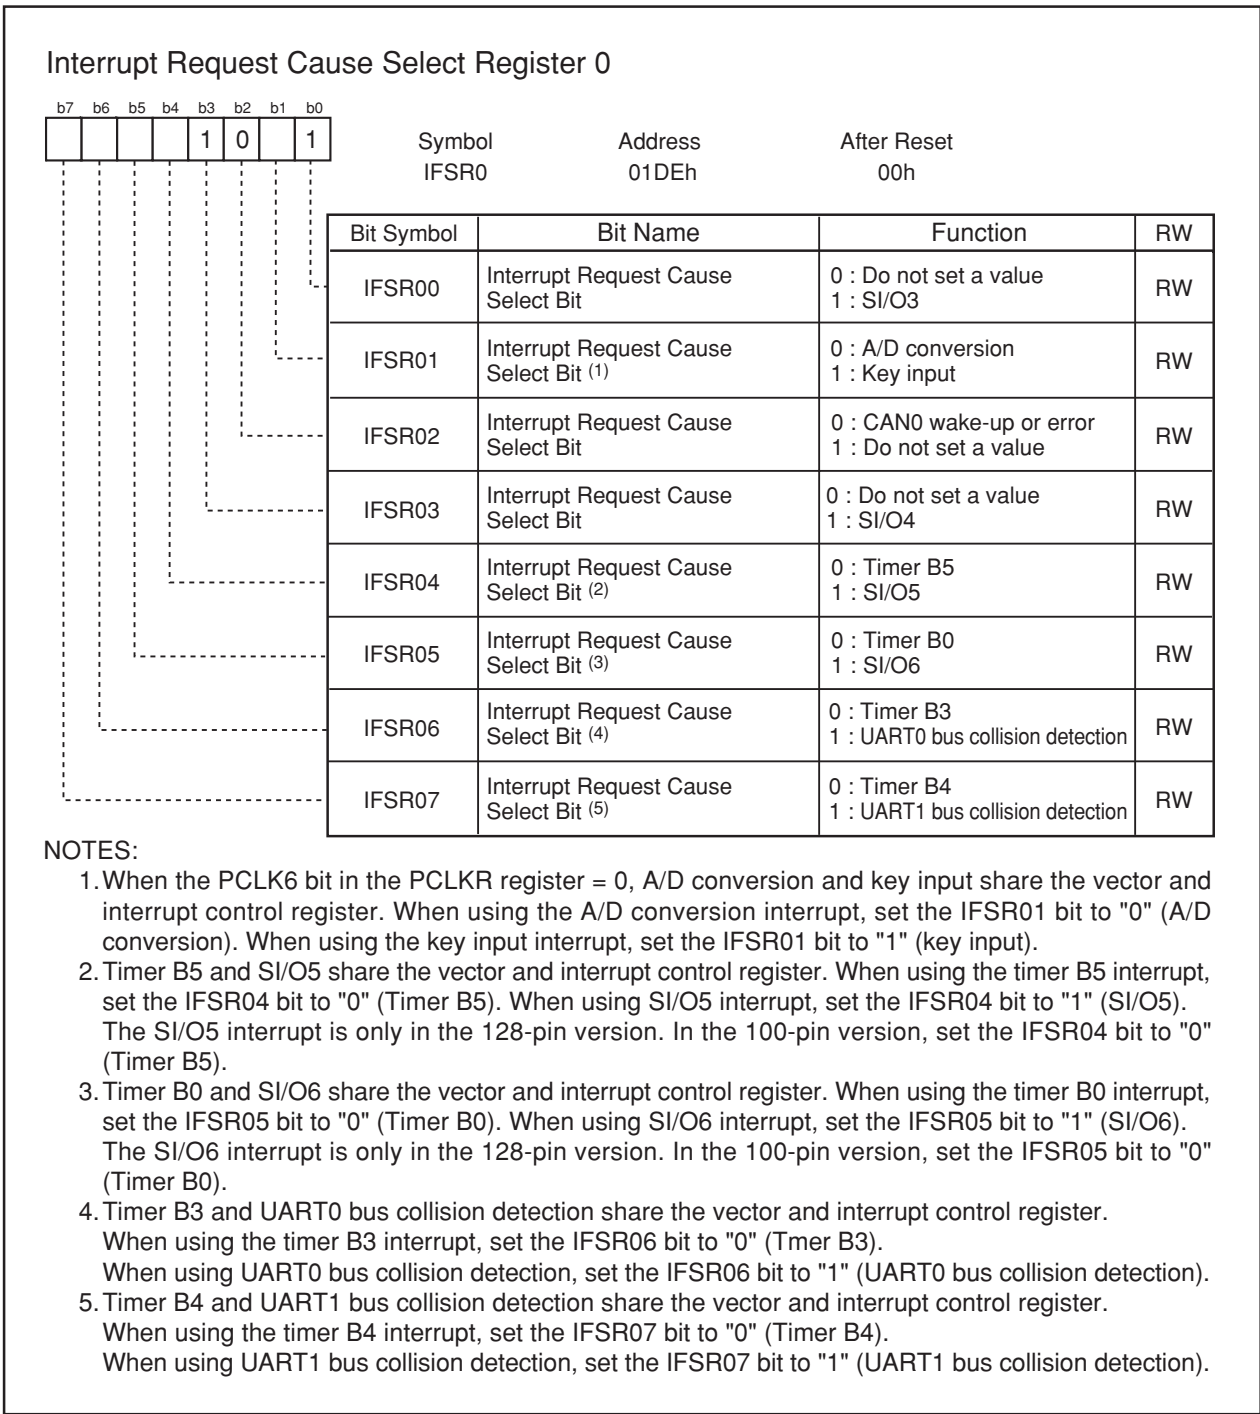 Interrupt Request Cause Select Register 0
b7 b6 b5 b4 b3 b2 b1 b0
1 0 1
Symbol Address After Reset
IFSR0 01DEh 00h
Bit Symbol Bit Name Function RW
IFSR00 Interrupt Request Cause Select Bit 0 : Do not set a value 1 : SI/O3 RW
IFSR01 Interrupt Request Cause Select Bit (1) 0 : A/D conversion 1 : Key input RW
IFSR02 Interrupt Request Cause Select Bit 0 : CAN0 wake-up or error 1 : Do not set a value RW
IFSR03 Interrupt Request Cause Select Bit 0 : Do not set a value 1 : SI/O4 RW
IFSR04 Interrupt Request Cause Select Bit (2) 0 : Timer B5 1 : SI/O5 RW
IFSR05 Interrupt Request Cause Select Bit (3) 0 : Timer B0 1 : SI/O6 RW
IFSR06 Interrupt Request Cause Select Bit (4) 0 : Timer B3 1 : UART0 bus collision detection RW
IFSR07 Interrupt Request Cause Select Bit (5) 0 : Timer B4 1 : UART1 bus collision detection RW
NOTES:
1. When the PCLK6 bit in the PCLKR register = 0, A/D conversion and key input share the vector and
interrupt control register. When using the A/D conversion interrupt, set the IFSR01 bit to "0" (A/D
conversion). When using the key input interrupt, set the IFSR01 bit to "1" (key input).
2. Timer B5 and SI/O5 share the vector and interrupt control register. When using the timer B5 interrupt,
set the IFSR04 bit to "0" (Timer B5). When using SI/O5 interrupt, set the IFSR04 bit to "1" (SI/O5).
The SI/O5 interrupt is only in the 128-pin version. In the 100-pin version, set the IFSR04 bit to "0"
(Timer B5).
3. Timer B0 and SI/O6 share the vector and interrupt control register. When using the timer B0 interrupt,
set the IFSR05 bit to "0" (Timer B0). When using SI/O6 interrupt, set the IFSR05 bit to "1" (SI/O6).
The SI/O6 interrupt is only in the 128-pin version. In the 100-pin version, set the IFSR05 bit to "0"
(Timer B0).
4. Timer B3 and UART0 bus collision detection share the vector and interrupt control register.
When using the timer B3 interrupt, set the IFSR06 bit to "0" (Tmer B3).
When using UART0 bus collision detection, set the IFSR06 bit to "1" (UART0 bus collision detection).
5. Timer B4 and UART1 bus collision detection share the vector and interrupt control register.
When using the timer B4 interrupt, set the IFSR07 bit to "0" (Timer B4).
When using UART1 bus collision detection, set the IFSR07 bit to "1" (UART1 bus collision detection).